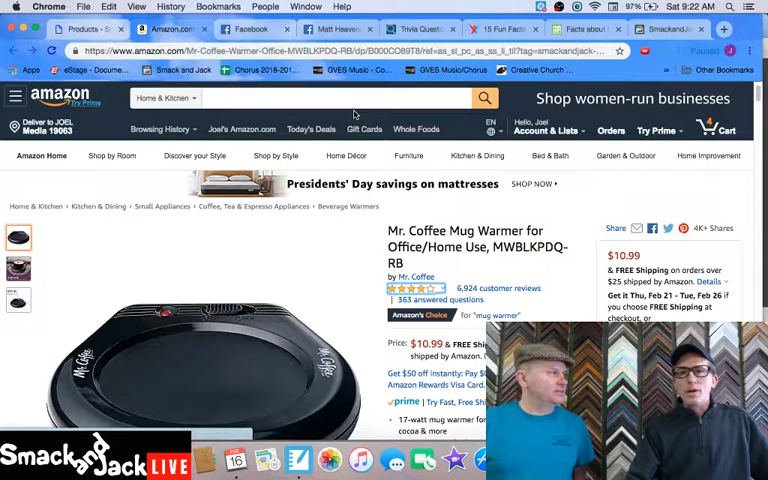 Chrome File Edit View History Bookmarks People Window Help 97% Sat 9:22 AM
Products - S Amazon.com Facebook Matt Heaven Trivia Quest 15 Fun Facts Facts about Smackandja
https://www.amazon.com/Mr-Coffee-Warmer-Office-MWBLKPDQ-RB/dp/B000CO89T8/ref=as_sl_pc_as_ss_li_til?tag=smackandjack-... Paused J
Apps eStage - Docume... Smack and Jack Chorus 2018-201... GVES Music - Co... GVES Music/Chorus Creative Church ... Other Bookmarks
amazon Try Prime Home & Kitchen Shop women-run businesses
Deliver to JOEL
Media 19063
Browsing History Joel's Amazon.com Today's Deals Gift Cards Whole Foods EN Hello, Joel
Account & Lists Orders Try Prime 4 Cart
Amazon Home Shop by Room Discover your Style Shop by Style Home Décor Furniture Kitchen & Dining Bed & Bath Garden & Outdoor Home Improvement
Presidents' Day savings on mattresses SHOP NOW
Home & Kitchen › Kitchen & Dining › Small Appliances › Coffee, Tea & Espresso Appliances › Beverage Warmers
Mr. Coffee Mug Warmer for
Office/Home Use, MWBLKPDQ-
RB
by Mr. Coffee
6,924 customer reviews
| 363 answered questions
Amazon's Choice for "mug warmer"
Price: $10.99 & FREE Shi
shipped by Amazon.
Get $50 off instantly: Pay $0
Amazon Rewards Visa Card.
prime | Try Fast, Free Shi
• 17-watt mug warmer fo
cocoa & more
Share 4K+ Shares
$10.99
& FREE Shipping on orders over
$25 shipped by Amazon. Details
Get it Thu, Feb 21 - Tue, Feb 26 if
you choose FREE Shipping at
checkout, or
Mr. Coffee Mr. Coffee
Smack and Jack LIVE
FEB 16